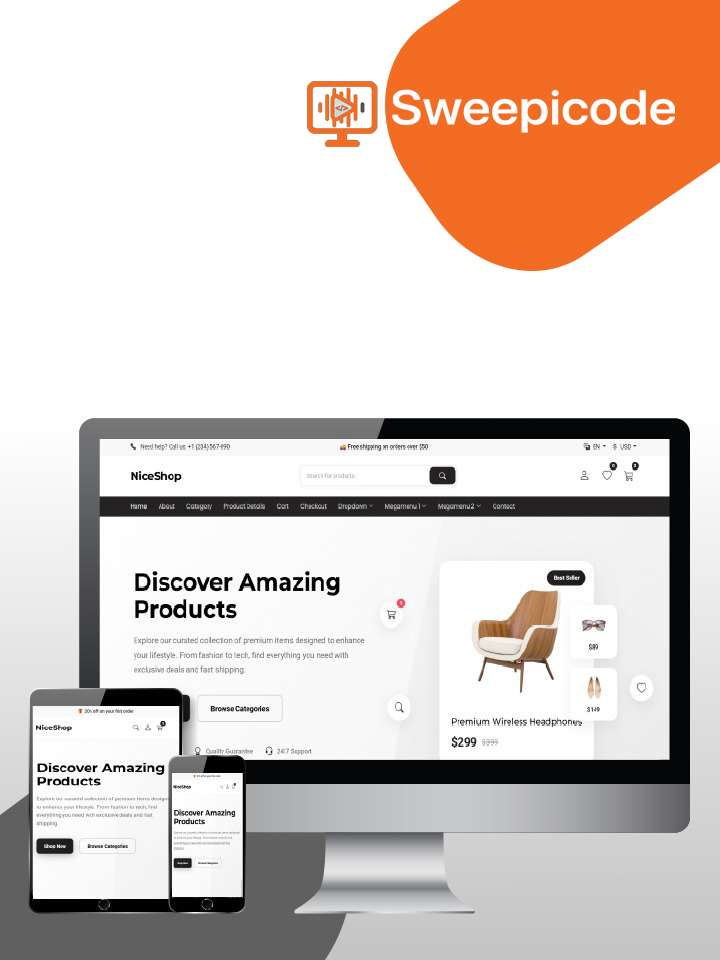 Sweepicode
Need help? Call us: +1 (234) 567-890
Free shipping on orders over $50
EN
$ USD
NiceShop
Search for products
0
3
Home About Category Product Details Cart Checkout Dropdown Megamenu 1 Megamenu 2 Contact
Discover Amazing
Products
Explore our curated collection of premium items designed to enhance
your lifestyle. From fashion to tech, find everything you need with
exclusive deals and fast shipping.
Browse Categories
Quality Guarantee
24/7 Support
3
Best Seller
$89
$149
Premium Wireless Headphones
$299 $399
20% off on your first order
NiceShop
Discover Amazing
Products
Explore our curated collection of premium items designed
to enhance your lifestyle. From fashion to tech, find
everything you need with exclusive deals and fast
shipping.
Shop Now
Browse Categories
NiceShop
Discover Amazing
Products
Shop Now
Browse Categories